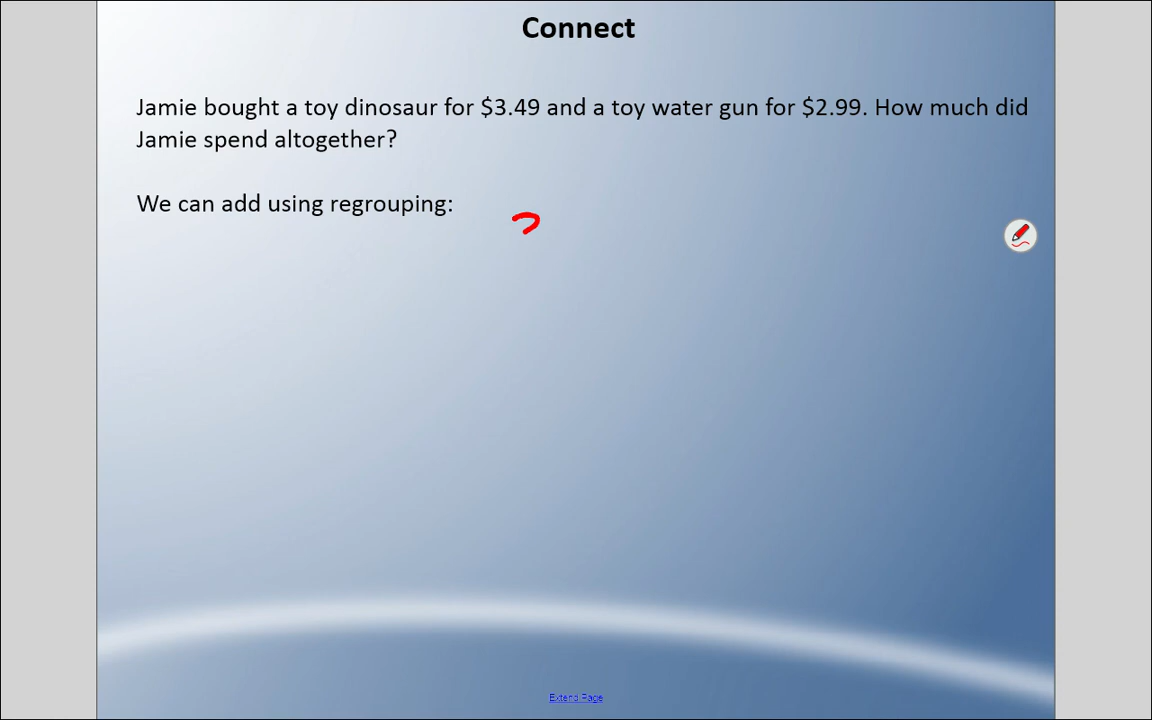 Connect
Jamie bought a toy dinosaur for $3.49 and a toy water gun for $2.99. How much did
Jamie spend altogether?
We can add using regrouping:
Extend Page